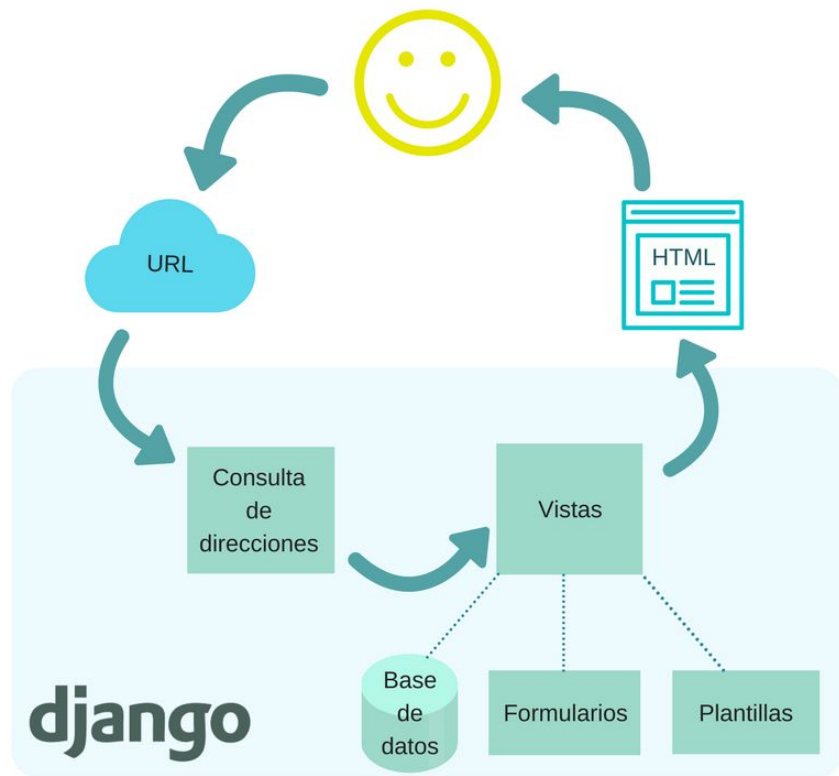 URL
HTML
Consulta
de
direcciones
Vistas
Base
de
datos
Formularios
Plantillas
django